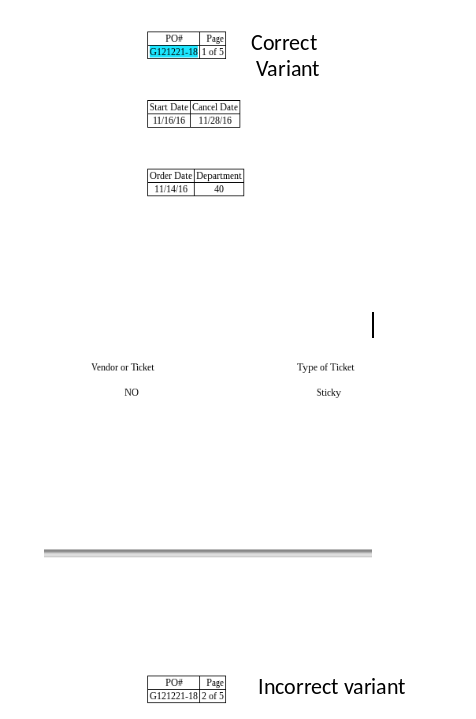 PO# Page
G121221-18 1 of 5
Correct
Variant
Start Date Cancel Date
11/16/16 11/28/16
Order Date Department
11/14/16 40
Vendor or Ticket Type of Ticket
NO Sticky
PO# Page
G121221-18 2 of 5
Incorrect variant